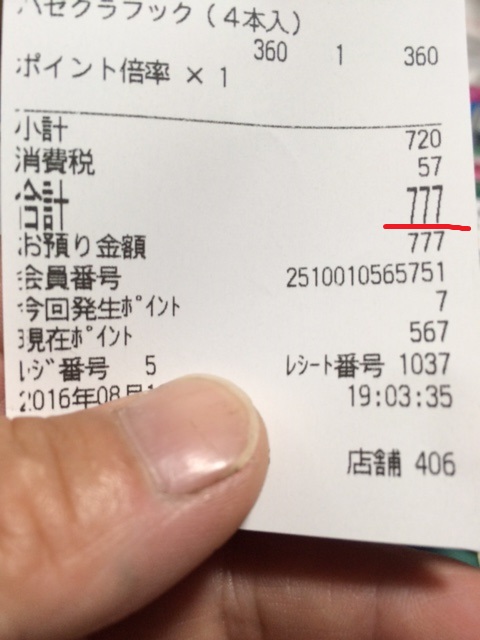 ハセクラフック(4本入)
360 1 360
ポイント倍率 × 1
小計 720
消費税 57
合計 777
お預り金額 777
会員番号 2510010565751
今回発生ポイント 7
現在ポイント 567
レジ番号 5 レシート番号 1037
2016年08月 19:03:35
店舗 406